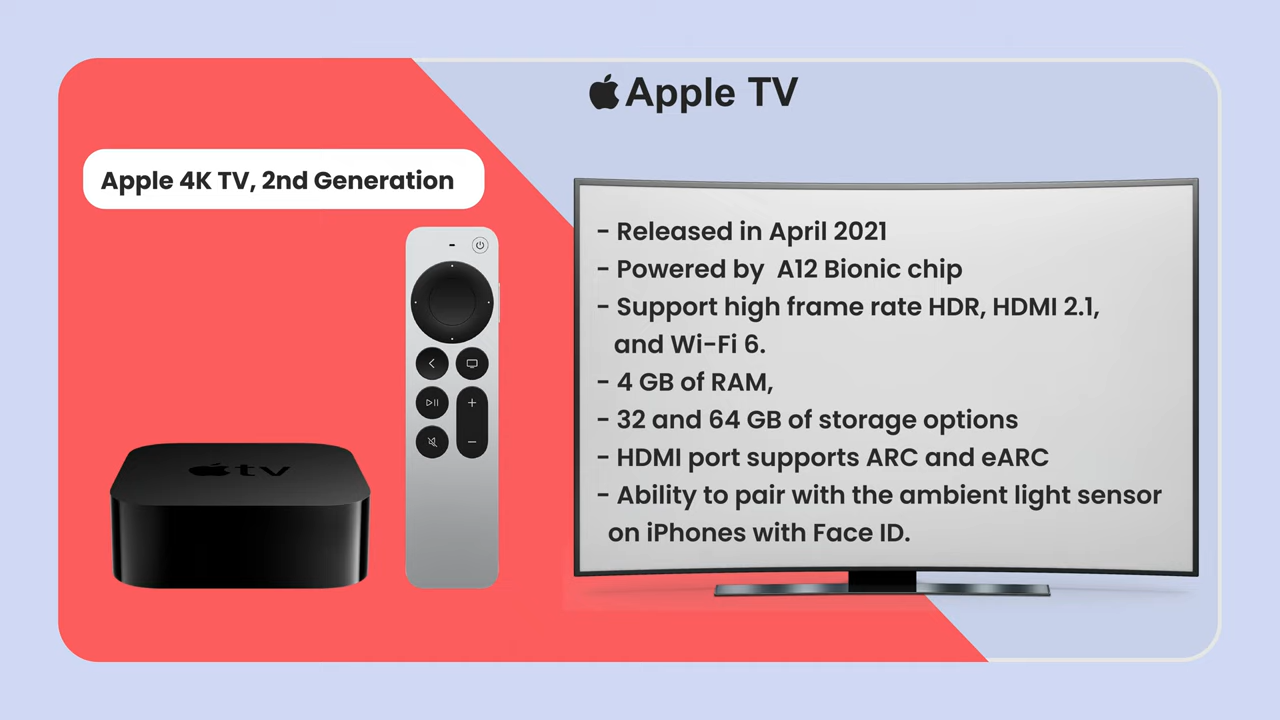 Apple TV
Apple 4K TV, 2nd Generation
tv
- Released in April 2021
- Powered by  A12 Bionic chip
- Support high frame rate HDR, HDMI 2.1,
and Wi-Fi 6.
- 4 GB of RAM,
- 32 and 64 GB of storage options
- HDMI port supports ARC and eARC
- Ability to pair with the ambient light sensor
on iPhones with Face ID.